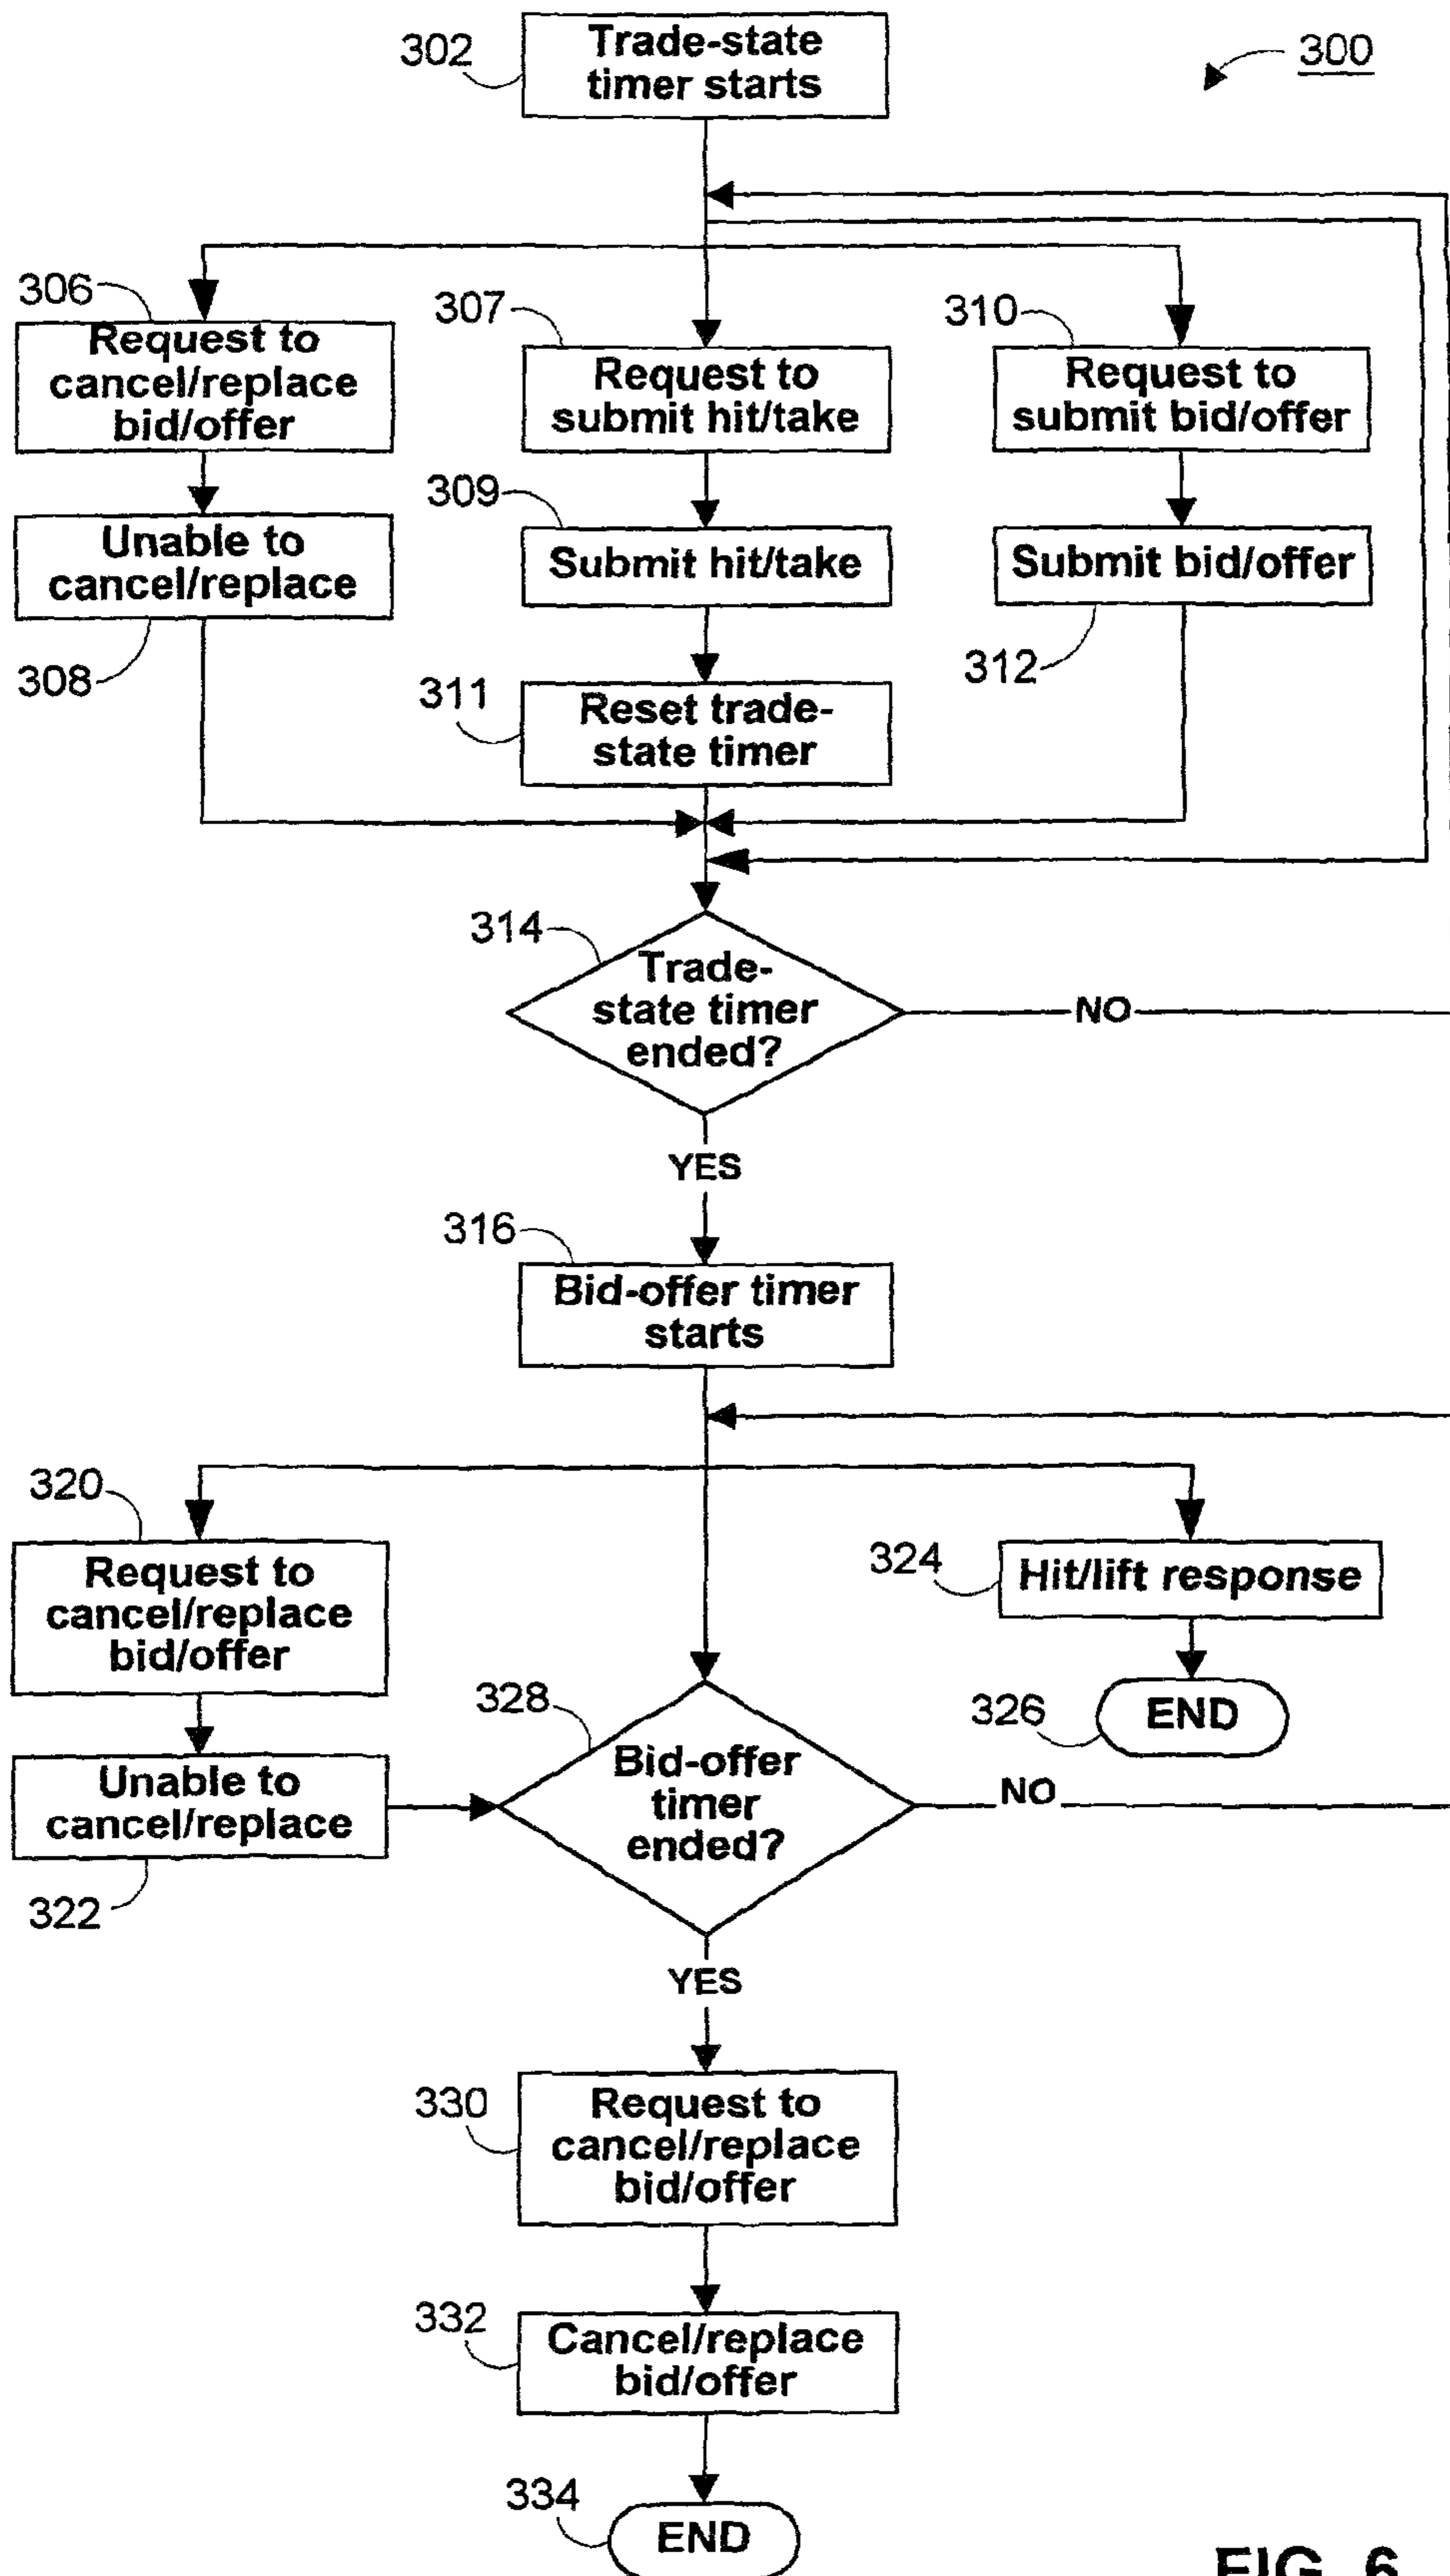 302
Trade-state
timer starts
300
306
Request to
cancel/replace
bid/offer
307
Request to
submit hit/take
310
Request to
submit bid/offer
Unable to
cancel/replace
308
309
Submit hit/take
Submit bid/offer
312
311
Reset trade-
state timer
314
Trade-
state timer
ended?
NO
YES
316
Bid-offer timer
starts
320
Request to
cancel/replace
bid/offer
324
Hit/lift response
326
END
Unable to
cancel/replace
322
328
Bid-offer
timer
ended?
NO
YES
330
Request to
cancel/replace
bid/offer
332
Cancel/replace
bid/offer
334
END
FIG. 6